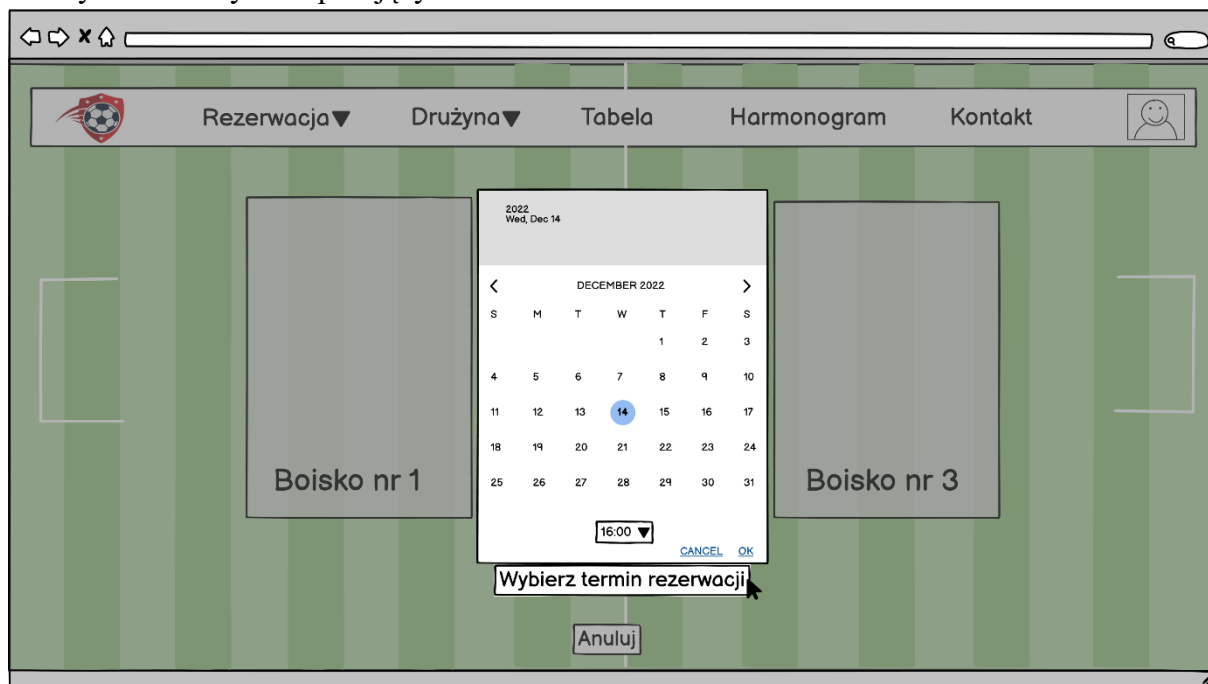 Rezerwacja▼ Drużyna▼ Tabela Harmonogram Kontakt
2022
Wed, Dec 14
DECEMBER 2022
S M T W T F S
1 2 3
4 5 6 7 8 9 10
11 12 13 14 15 16 17
18 19 20 21 22 23 24
25 26 27 28 29 30 31
Boisko nr 1
Boisko nr 3
16:00 ▼
CANCEL OK
Wybierz termin rezerwacji
Anuluj